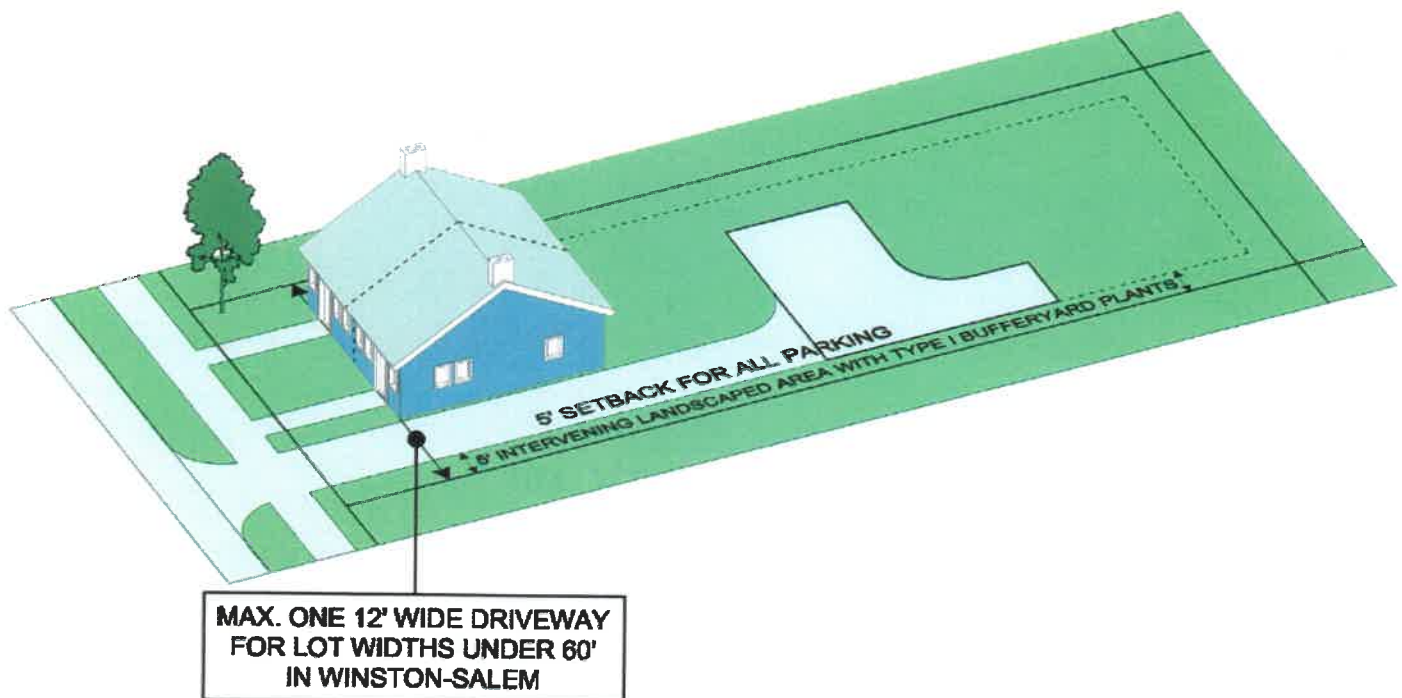 5' SETBACK FOR ALL PARKING
5' INTERVENING LANDSCAPED AREA WITH TYPE I BUFFERYARD PLANTS
MAX. ONE 12' WIDE DRIVEWAY
FOR LOT WIDTHS UNDER 60'
IN WINSTON-SALEM